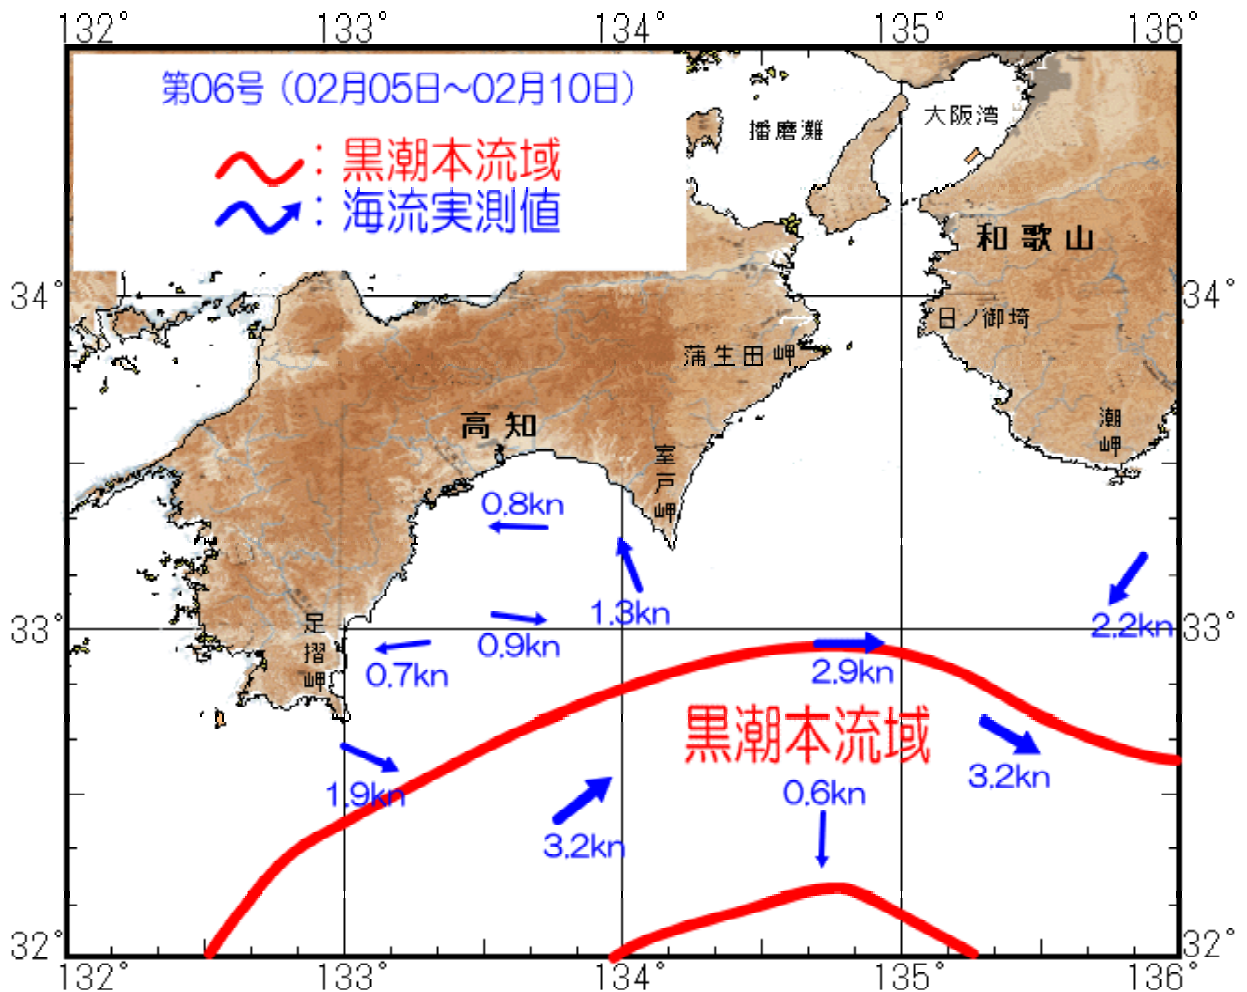 132° 133° 134° 135° 136°
第06号（02月05日～02月10日）
：黒潮本流域
：海流実測値
播磨灘
大阪湾
和歌山
34° 34°
日ノ御埼
蒲生田岬
潮岬
高知
室戸岬
0.8kn
1.3kn
2.2kn
33° 33°
足摺岬
0.9kn
0.7kn
2.9kn
黒潮本流域
3.2kn
1.9kn
0.6kn
3.2kn
32° 32°
132° 133° 134° 135° 136°